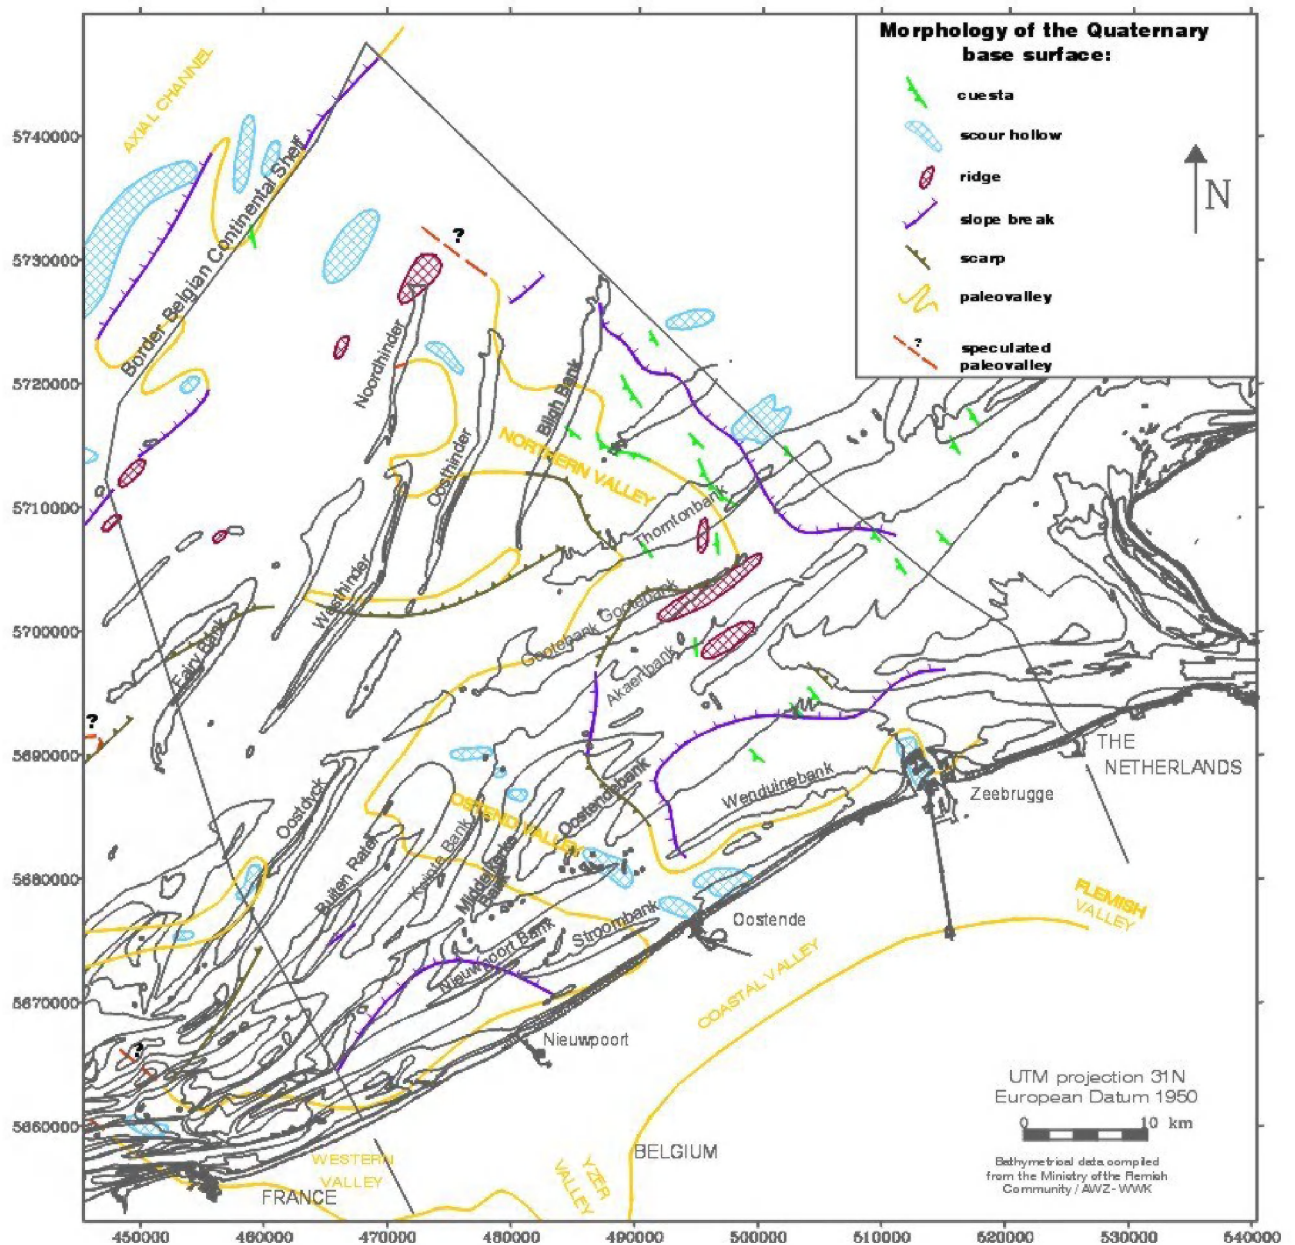 Morphology of the Quaternary
base surface:
cuesta
scour hollow
ridge
slope break
scarp
paleovalley
?
speculated
paleovalley
N
AXIAL CHANNEL
Border Belgian Continental Shelf
?
Noordhinder
Oosthinder
Bligh Bank
NORTHERN VALLEY
Thorntonbank
Westhinder
Fairy Bank
Gootebank
Gootebank
Akaertbank
?
Oostdyck
Buiten Ratel
Kwinte Bank
Middelkerke
Bank
OSTEND VALLEY
Oostendebank
Wenduinebank
Nieuwpoort Bank
Stroombank
THE
NETHERLANDS
Zeebrugge
Oostende
FLEMISH
VALLEY
COASTAL VALLEY
Nieuwpoort
?
BELGIUM
WESTERN
VALLEY
YZER
VALLEY
FRANCE
UTM projection 31N
European Datum 1950
0 10 km
Bathymetrical data compiled
from the Ministry of the Flemish
Community / AWZ - WWK
5740000
5730000
5720000
5710000
5700000
5690000
5680000
5670000
5660000
450000 460000 470000 480000 490000 500000 510000 520000 530000 540000